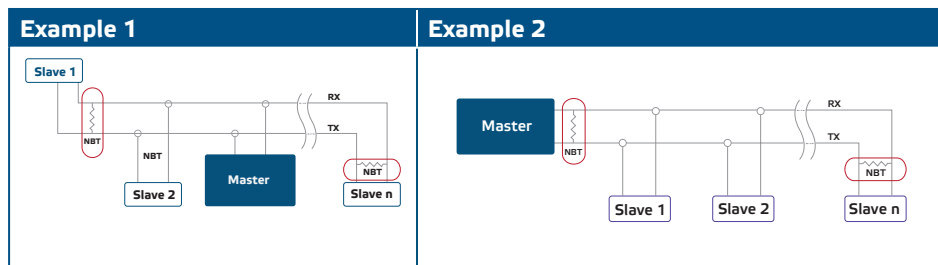 Example 1
Slave 1
RX
TX
NBT
NBT
Master
NBT
Slave 2
Slave n
Example 2
Master
RX
TX
NBT
NBT
Slave 1
Slave 2
Slave n